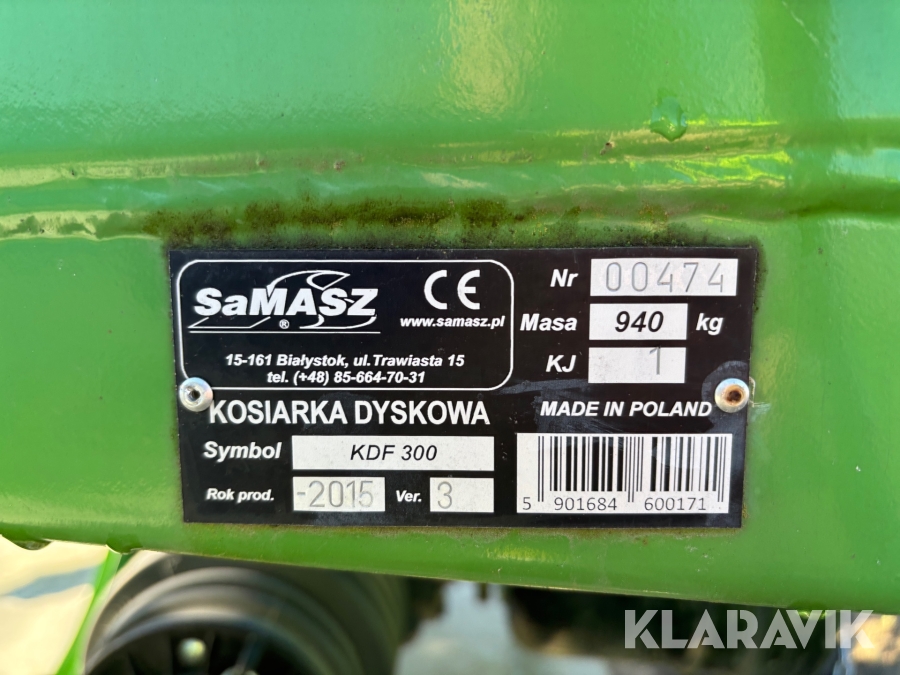 SaMASZ
®
CE
www.samasz.pl
15-161 Białystok, ul. Trawiasta 15
tel. (+48) 85-664-70-31
Nr 00474
Masa 940 kg
KJ 1
KOSIARKA DYSKOWA
MADE IN POLAND
Symbol KDF 300
Rok prod. -2015 Ver. 3
5 901684 600171
KLARAVIK